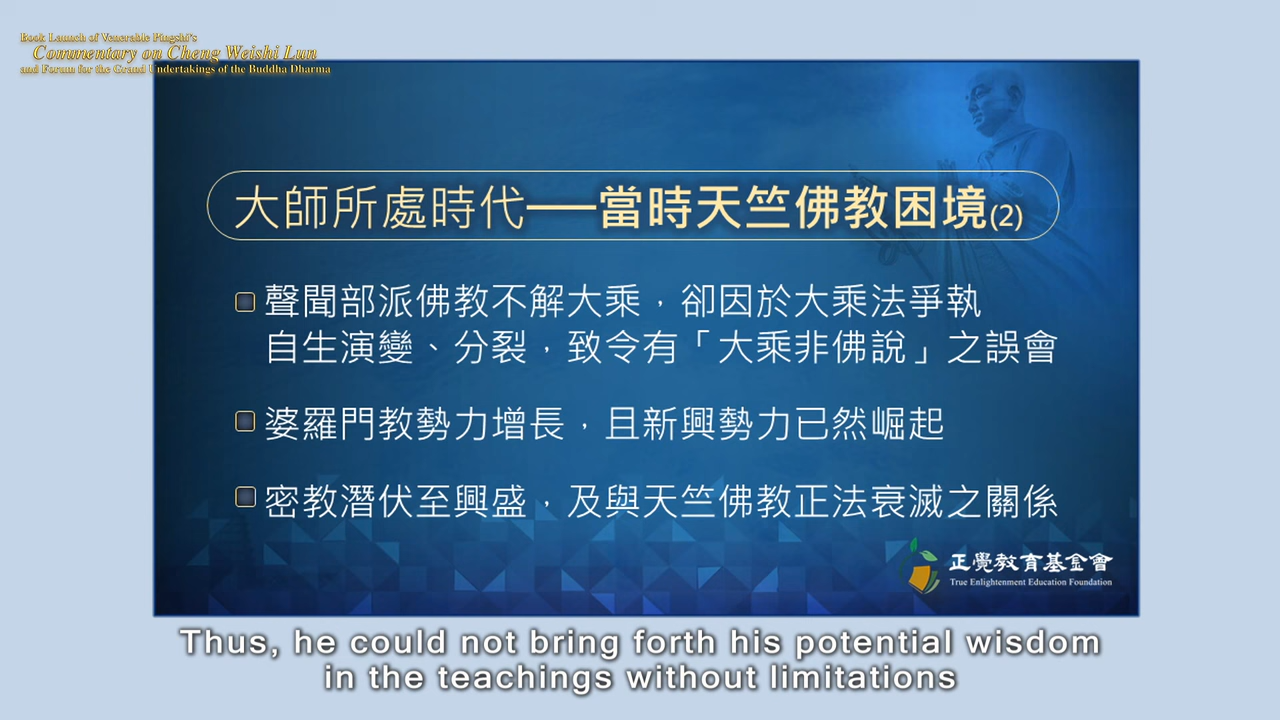 Book Launch of Venerable Pingshi's
Commentary on Cheng Weishi Lun
and Forum for the Grand Undertakings of the Buddha Dharma
大師所處時代──當時天竺佛教困境(2)
聲聞部派佛教不解大乘，卻因於大乘法爭執
自生演變、分裂，致令有「大乘非佛說」之誤會
婆羅門教勢力增長，且新興勢力已然崛起
密教潛伏至興盛，及與天竺佛教正法衰滅之關係
正覺教育基金會
True Enlightenment Education Foundation
Thus, he could not bring forth his potential wisdom
in the teachings without limitations